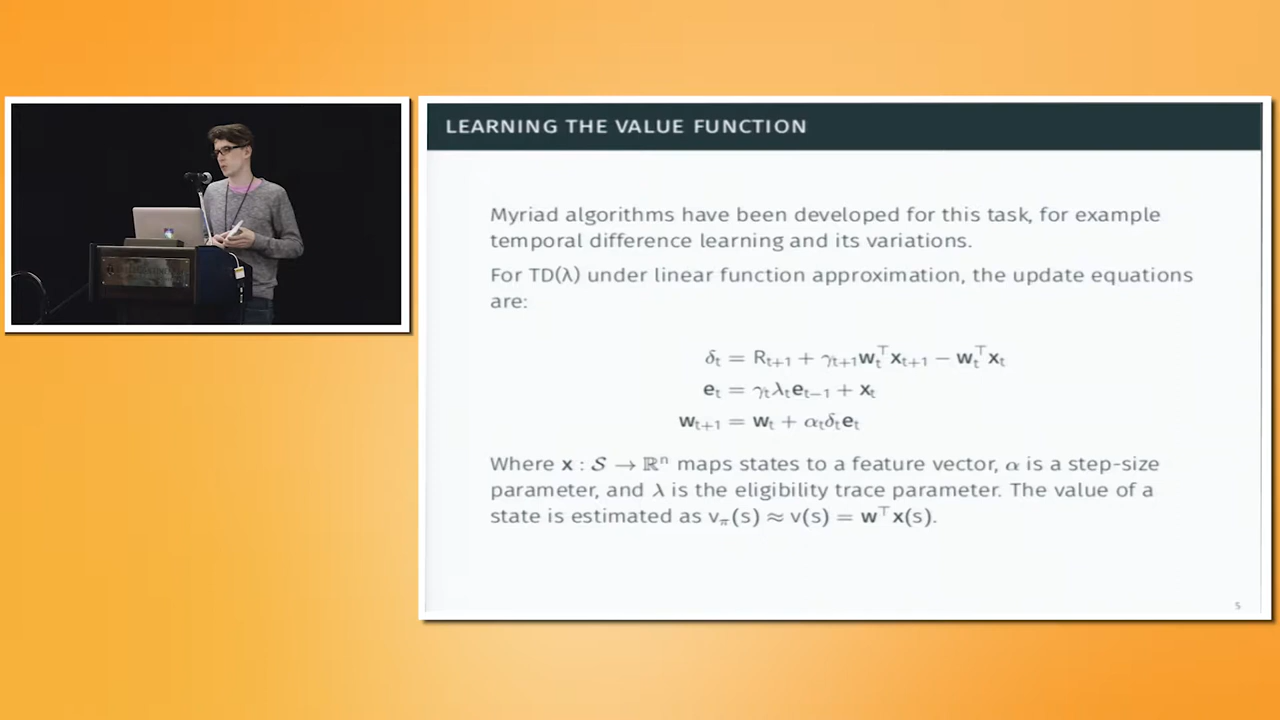 LEARNING THE VALUE FUNCTION
Myriad algorithms have been developed for this task, for example
temporal difference learning and its variations.
For TD(λ) under linear function approximation, the update equations
are:
δₜ = Rₜ₊₁ + γₜ₊₁𝐰ₜ⊤𝐱ₜ₊₁ − 𝐰ₜ⊤𝐱ₜ
𝐞ₜ = γₜλₜ𝐞ₜ₋₁ + 𝐱ₜ
𝐰ₜ₊₁ = 𝐰ₜ + αₜδₜ𝐞ₜ
Where 𝐱 : 𝒮 → ℝⁿ maps states to a feature vector, α is a step-size
parameter, and λ is the eligibility trace parameter. The value of a
state is estimated as v_π(s) ≈ v(s) = 𝐰⊤𝐱(s).
5